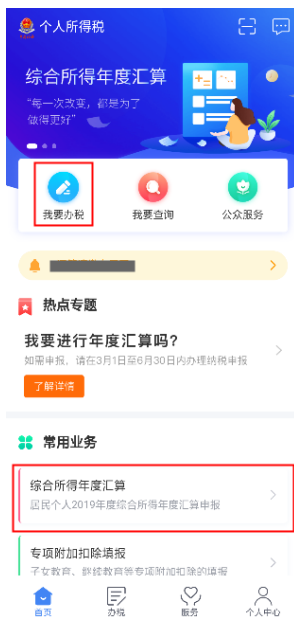 个人所得税
综合所得年度汇算
“每一次改变，都是为了
做得更好”
我要办税
我要查询
公众服务
热点专题
我要进行年度汇算吗?
如需申报，请在3月1日至6月30日内办理纳税申报
了解详情
常用业务
综合所得年度汇算
居民个人2019年度综合所得年度汇算申报
专项附加扣除填报
子女教育、继续教育等专项附加扣除的填报
首页
办税
服务
个人中心